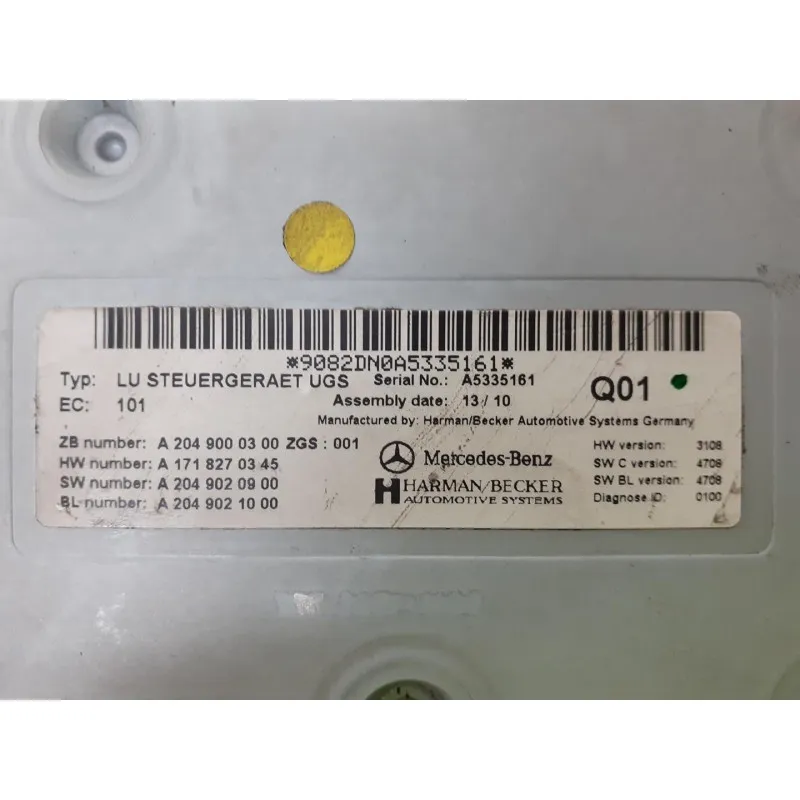 *9082DN0A5335161*
Typ: LU STEUERGERAET UGS Serial No.: A5335161 Q01
EC: 101 Assembly date: 13 / 10
Manufactured by: Harman/Becker Automotive Systems Germany
ZB number: A 204 900 03 00 ZGS : 001
HW number: A 171 827 03 45
SW number: A 204 902 09 00
BL number: A 204 902 10 00
Mercedes-Benz
HARMAN/BECKER
AUTOMOTIVE SYSTEMS
HW version: 3108
SW C version: 4708
SW BL version: 4708
Diagnose ID: 0100